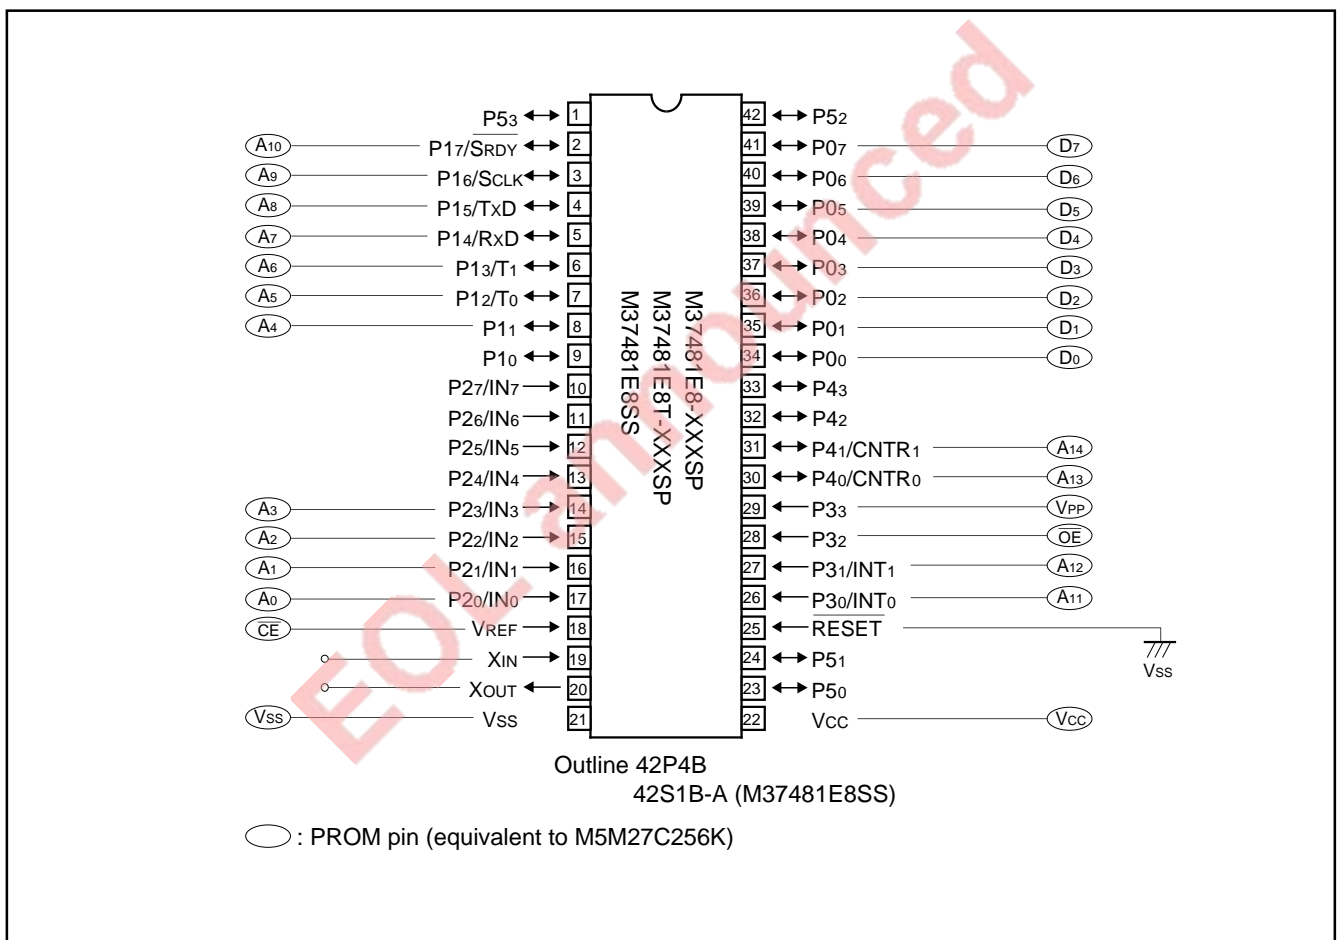 EOL announced
P53 1 42 P52
A10 P17/SRDY 2 41 P07 D7
A9 P16/SCLK 3 40 P06 D6
A8 P15/TxD 4 39 P05 D5
A7 P14/RxD 5 38 P04 D4
A6 P13/T1 6 37 P03 D3
A5 P12/T0 7 36 P02 D2
A4 P11 8 35 P01 D1
P10 9 34 P00 D0
P27/IN7 10 33 P43
P26/IN6 11 32 P42
P25/IN5 12 31 P41/CNTR1 A14
P24/IN4 13 30 P40/CNTR0 A13
A3 P23/IN3 14 29 P33 VPP
A2 P22/IN2 15 28 P32 OE
A1 P21/IN1 16 27 P31/INT1 A12
A0 P20/IN0 17 26 P30/INT0 A11
CE VREF 18 25 RESET
XIN 19 24 P51 VSS
XOUT 20 23 P50
VSS VSS 21 22 VCC VCC
M37481E8-XXXSP
M37481E8T-XXXSP
M37481E8SS
Outline 42P4B
42S1B-A (M37481E8SS)
: PROM pin (equivalent to M5M27C256K)